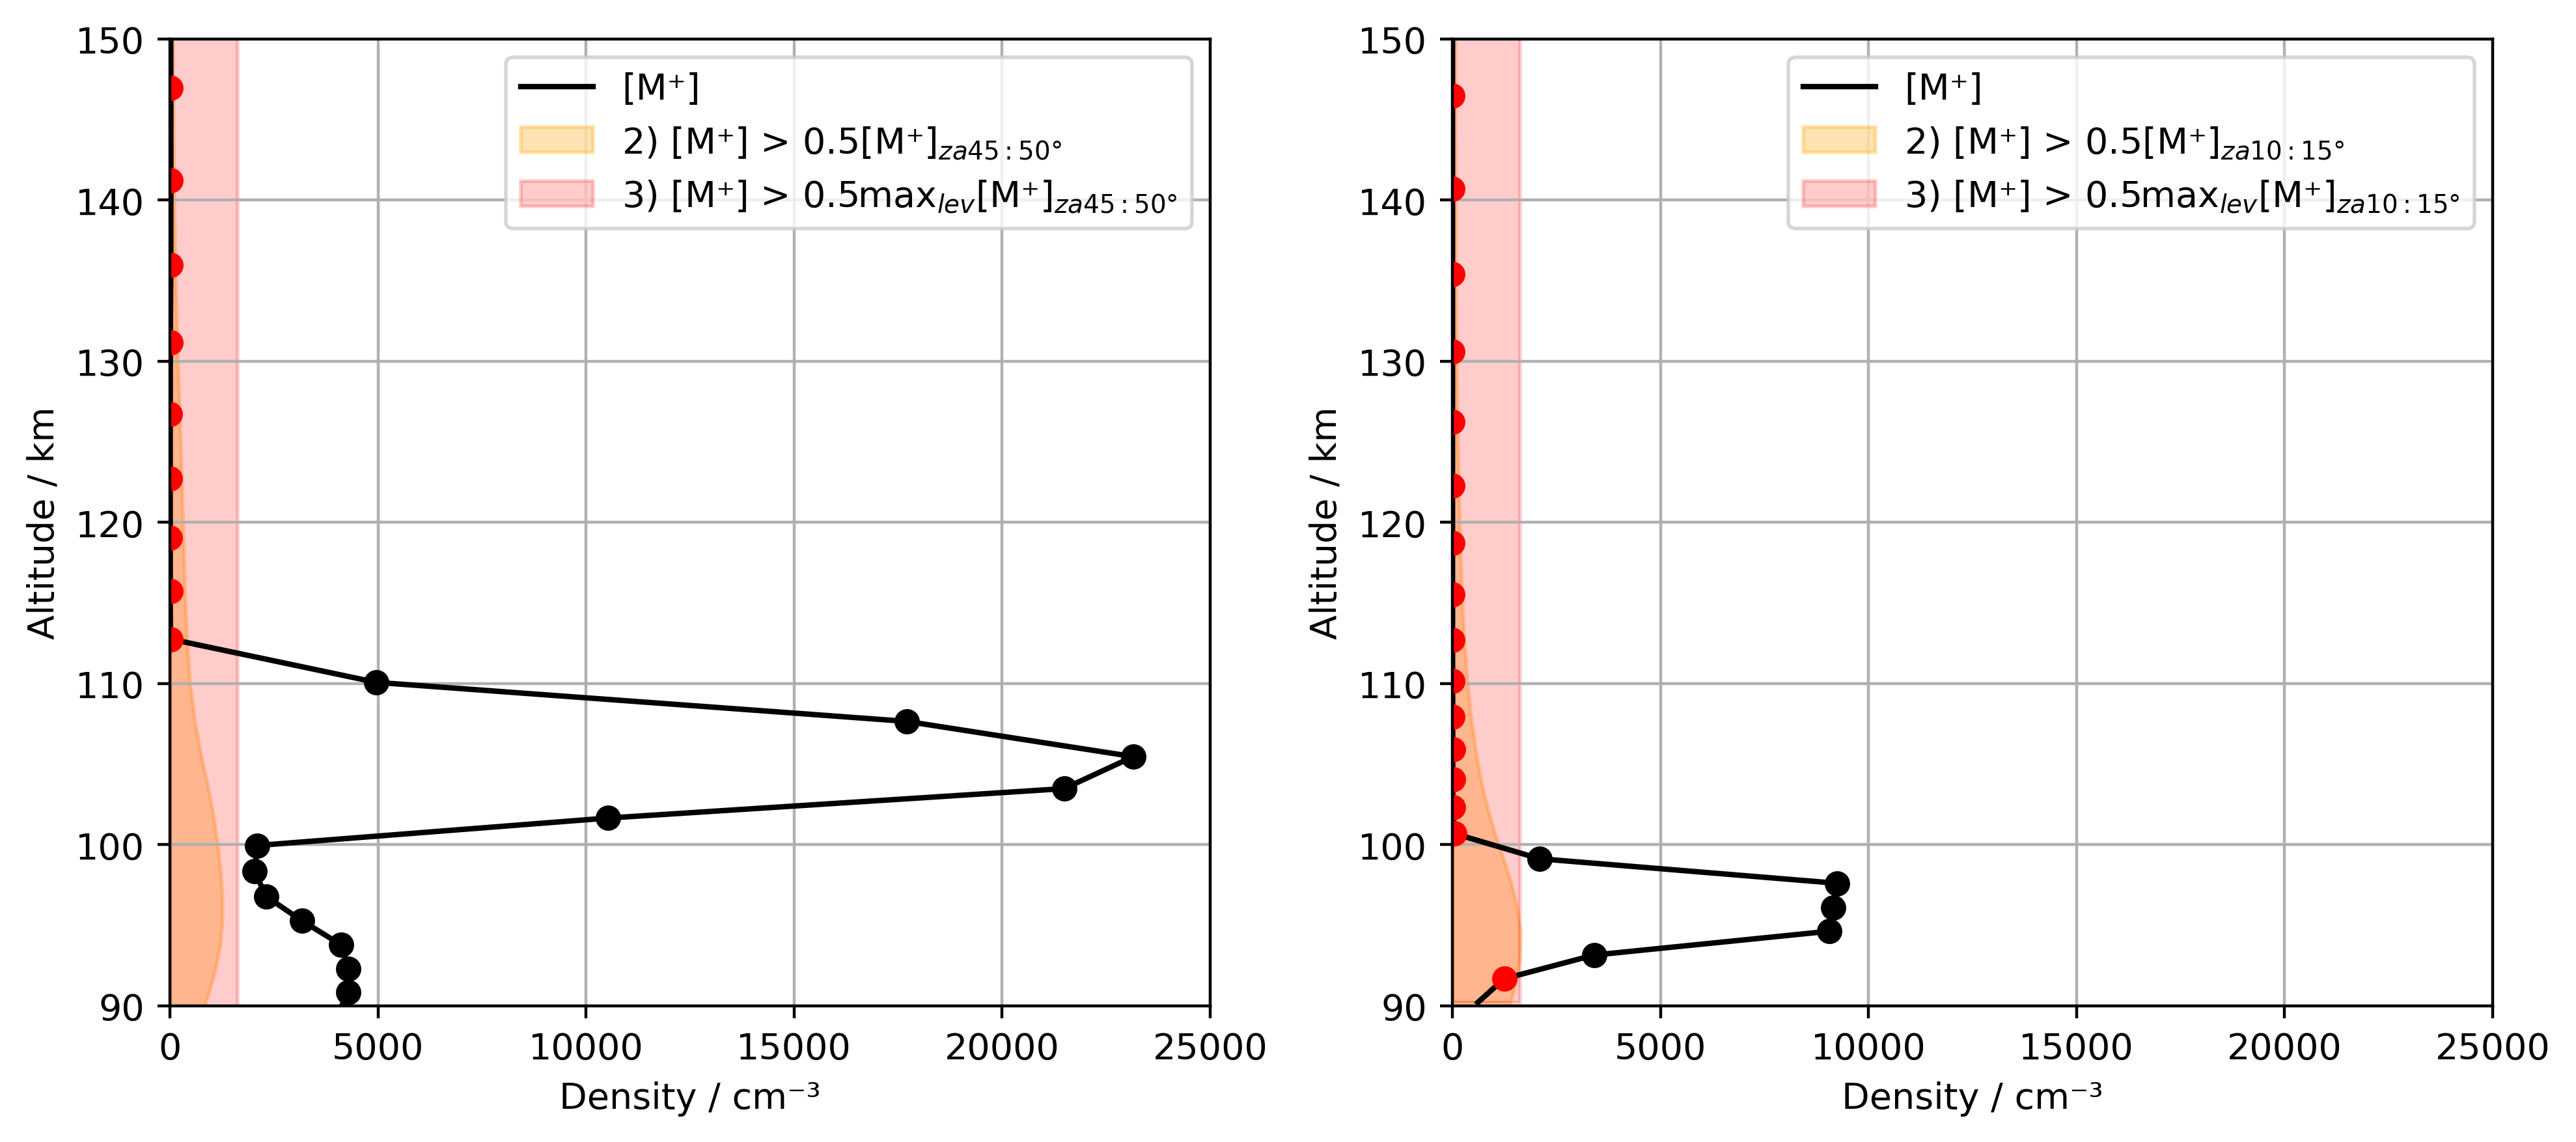 150
140
130
120
110
100
90
Altitude / km
0 5000 10000 15000 20000 25000
Density / cm⁻³
[M⁺]
2) [M⁺] > 0.5[M⁺]za45:50°
3) [M⁺] > 0.5maxlev[M⁺]za45:50°
150
140
130
120
110
100
90
Altitude / km
0 5000 10000 15000 20000 25000
Density / cm⁻³
[M⁺]
2) [M⁺] > 0.5[M⁺]za10:15°
3) [M⁺] > 0.5maxlev[M⁺]za10:15°